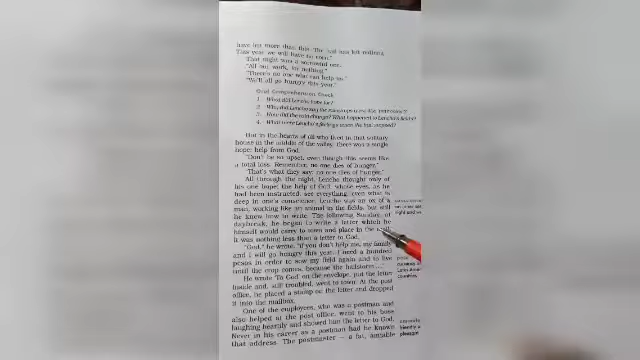 have left more than this. The hail has left nothing.
This year we will have no corn."
That night was a sorrowful one.
"All our work, for nothing."
"There's no one who can help us."
"We'll all go hungry this year."
Oral Comprehension Check
1. What did Lencho hope for?
2. Why did Lencho say the raindrops were like 'new coins'?
3. How did the rain change? What happened to Lencho's fields?
4. What were Lencho's feelings when the hail stopped?
But in the hearts of all who lived in that solitary
house in the middle of the valley, there was a single
hope: help from God.
"Don't be so upset, even though this seems like
a total loss. Remember, no one dies of hunger."
"That's what they say: no one dies of hunger."
All through the night, Lencho thought only of
his one hope: the help of God, whose eyes, as he
had been instructed, see everything, even what is
deep in one's conscience. Lencho was an ox of a
man, working like an animal in the fields, but still
he knew how to write. The following Sunday, at
daybreak, he began to write a letter which he
himself would carry to town and place in the mail.
It was nothing less than a letter to God.
"God," he wrote, "if you don't help me, my family
and I will go hungry this year. I need a hundred
pesos in order to sow my field again and to live
until the crop comes, because the hailstorm...."
He wrote 'To God' on the envelope, put the letter
inside and, still troubled, went to town. At the post
office, he placed a stamp on the letter and dropped
it into the mailbox.
One of the employees, who was a postman and
also helped at the post office, went to his boss
laughing heartily and showed him the letter to God.
Never in his career as a postman had he known
that address. The postmaster — a fat, amiable